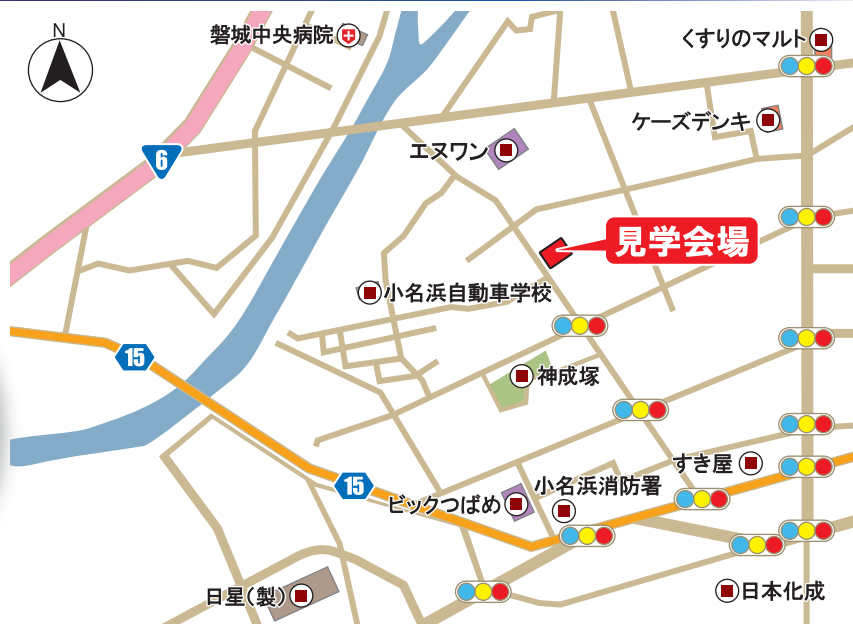 N
磐城中央病院
くすりのマルト
ケーズデンキ
エヌワン
6
見学会場
小名浜自動車学校
15
神成塚
すき屋
15
小名浜消防署
ビックつばめ
日星(製)
日本化成